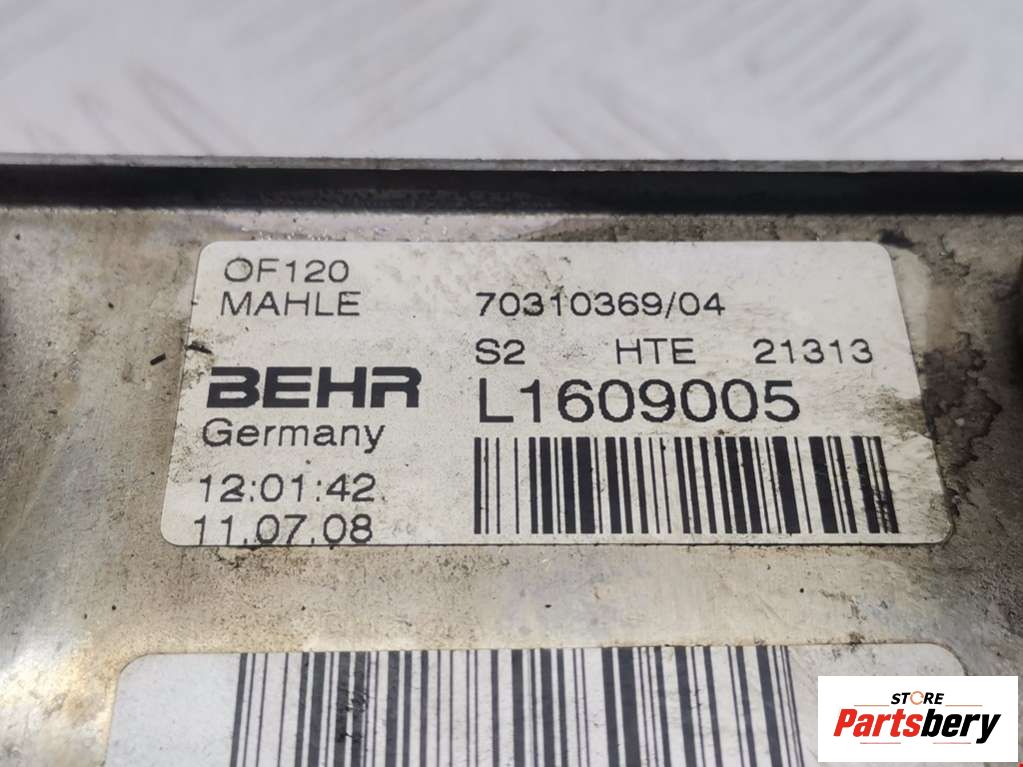 OF120
MAHLE 70310369/04
S2 HTE 21313
BEHR L1609005
Germany
12:01:42
11.07.08
STORE
Partsbery